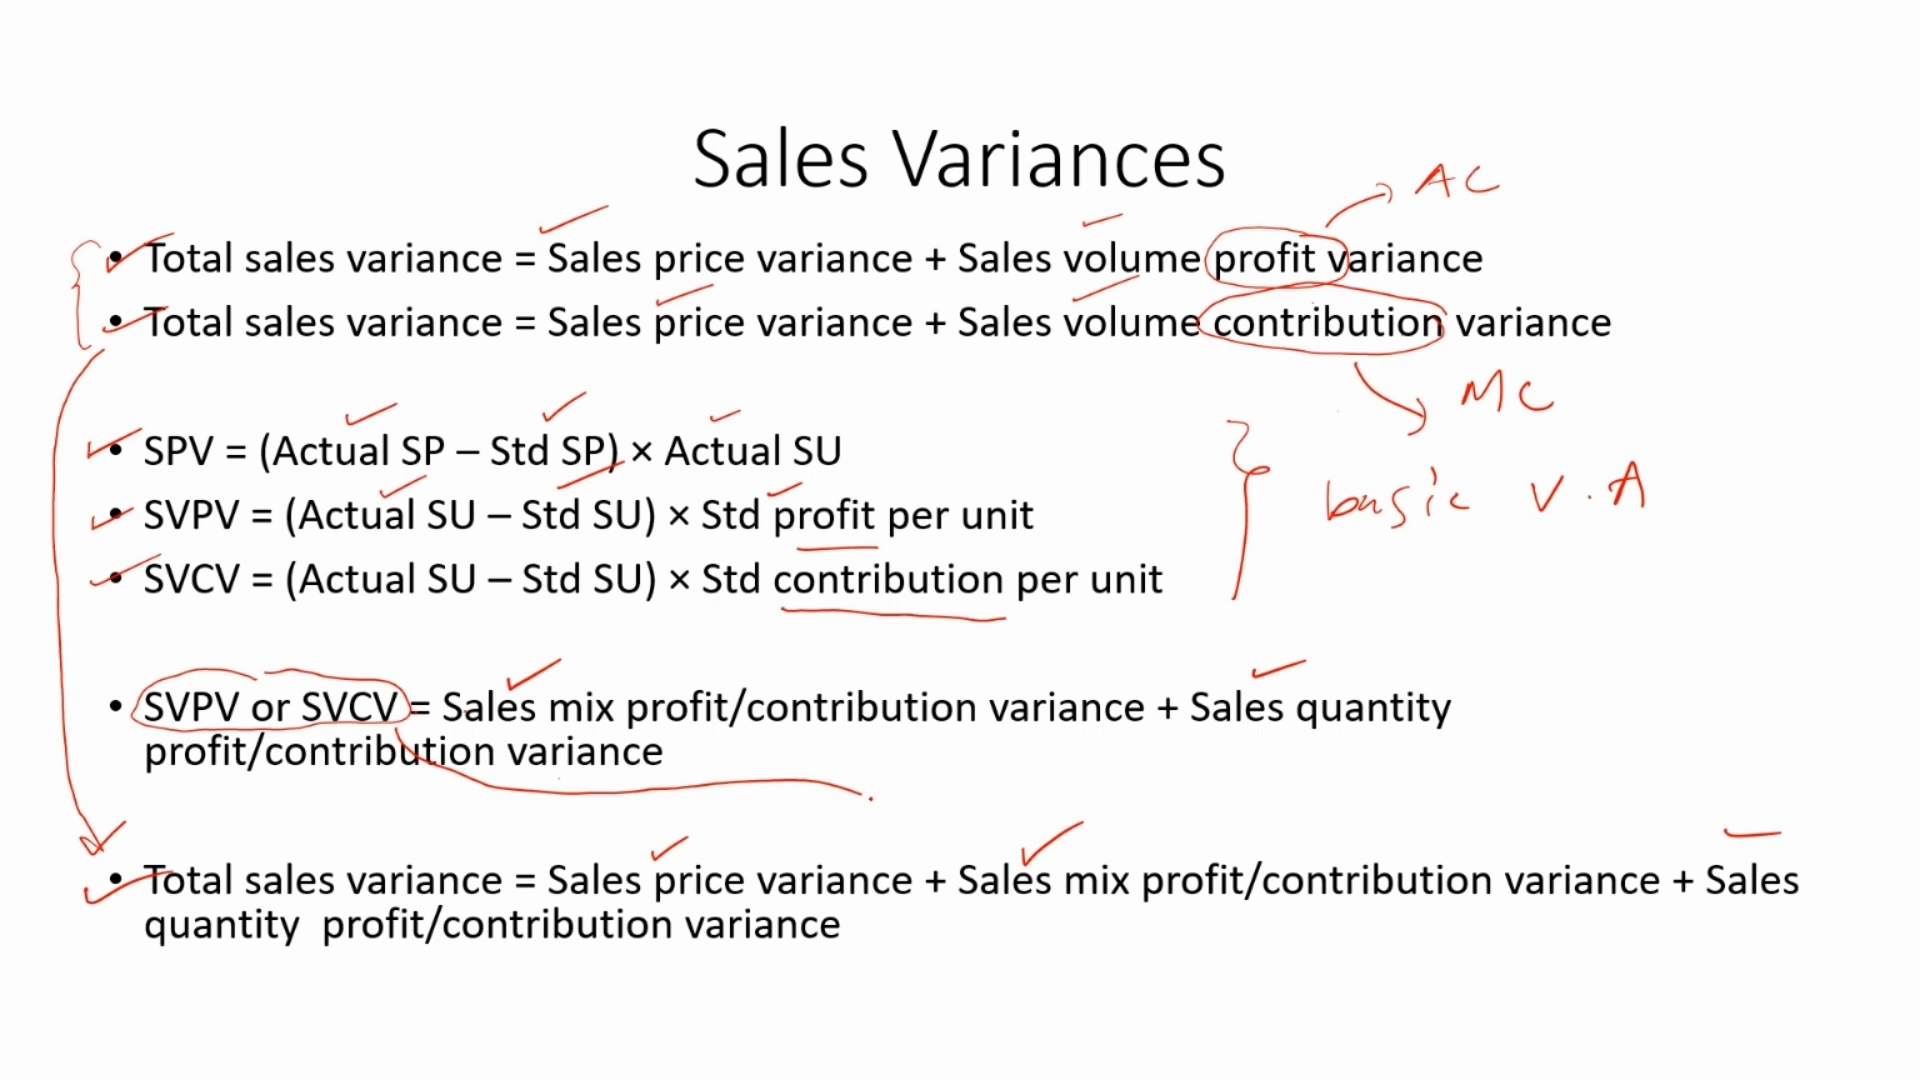 Sales Variances
AC
• Total sales variance = Sales price variance + Sales volume profit variance
• Total sales variance = Sales price variance + Sales volume contribution variance
MC
• SPV = (Actual SP – Std SP) × Actual SU
basic V.A
• SVPV = (Actual SU – Std SU) × Std profit per unit
• SVCV = (Actual SU – Std SU) × Std contribution per unit
• SVPV or SVCV = Sales mix profit/contribution variance + Sales quantity
profit/contribution variance
• Total sales variance = Sales price variance + Sales mix profit/contribution variance + Sales
quantity profit/contribution variance